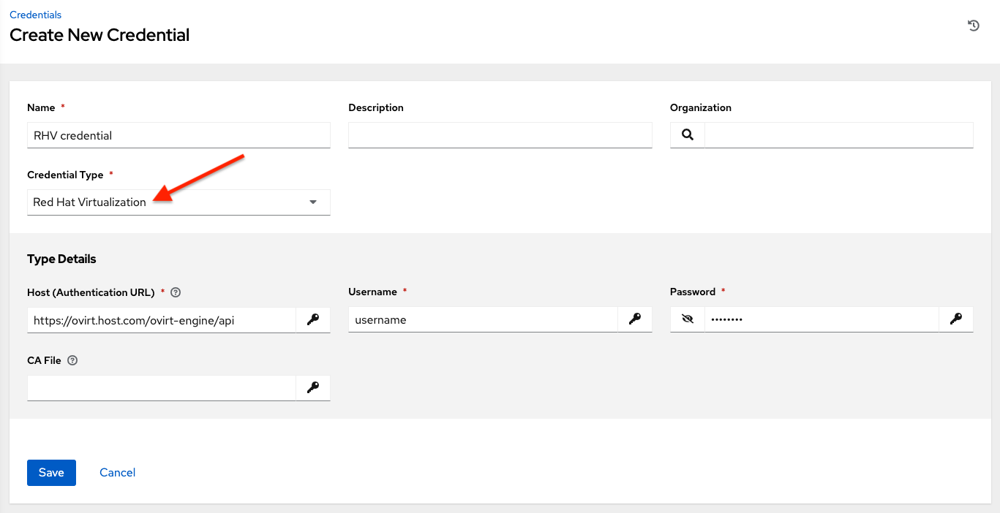 Credentials
Create New Credential
Name *
Description
Organization
RHV credential
Credential Type *
Red Hat Virtualization
Type Details
Host (Authentication URL) *
Username *
Password *
https://ovirt.host.com/ovirt-engine/api
username
••••••••
CA File
Save
Cancel